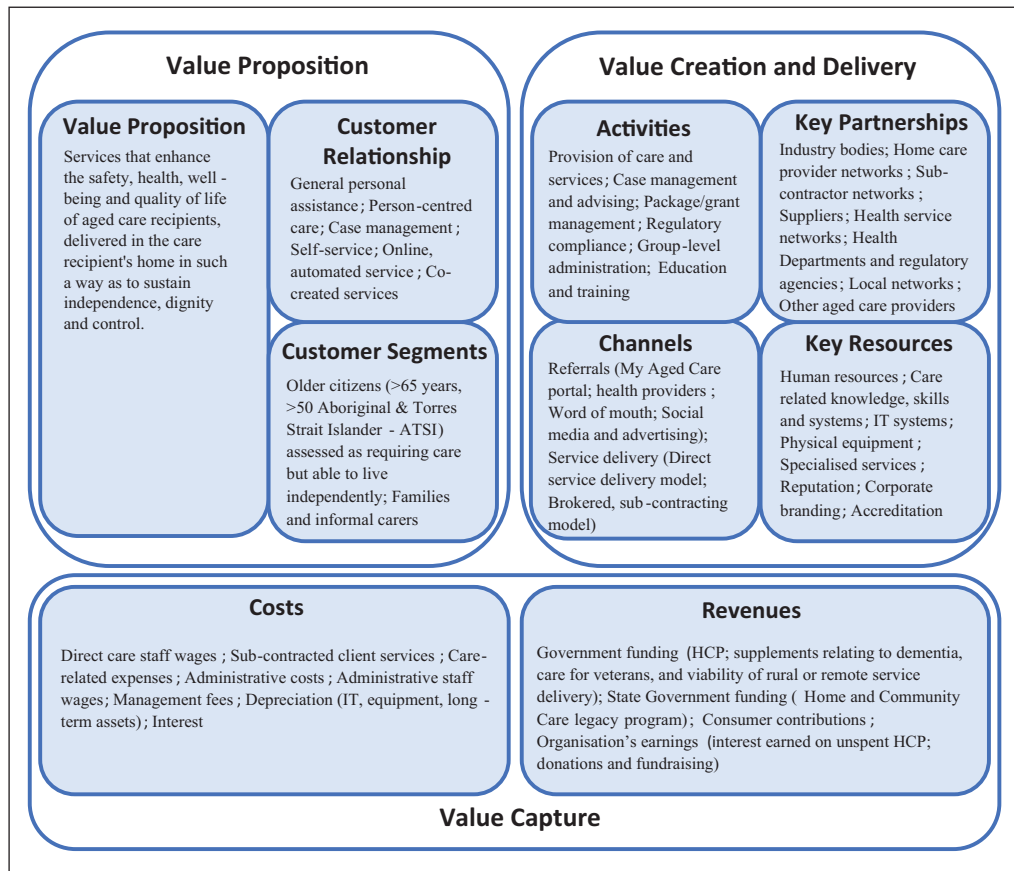 Value Proposition
Value Proposition
Services that enhance
the safety, health, well -
being and quality of life
of aged care recipients,
delivered in the care
recipient's home in such
a way as to sustain
independence, dignity
and control.
Customer
Relationship
General personal
assistance; Person-centred
care; Case management ;
Self-service; Online,
automated service ; Co-
created services
Customer Segments
Older citizens (>65 years,
>50 Aboriginal & Torres
Strait Islander - ATSI)
assessed as requiring care
but able to live
independently; Families
and informal carers
Value Creation and Delivery
Activities
Provision of care and
services; Case management
and advising; Package/grant
management; Regulatory
compliance; Group-level
administration; Education
and training
Key Partnerships
Industry bodies; Home care
provider networks ; Sub-
contractor networks ;
Suppliers; Health service
networks; Health
Departments and regulatory
agencies; Local networks ;
Other aged care providers
Channels
Referrals (My Aged Care
portal; health providers ;
Word of mouth; Social
media and advertising);
Service delivery (Direct
service delivery model;
Brokered, sub-contracting
model)
Key Resources
Human resources ; Care
related knowledge, skills
and systems; IT systems;
Physical equipment ;
Specialised services ;
Reputation; Corporate
branding; Accreditation
Costs
Direct care staff wages ; Sub-contracted client services ; Care-
related expenses; Administrative costs; Administrative staff
wages; Management fees; Depreciation (IT, equipment, long -
term assets); Interest
Revenues
Government funding (HCP; supplements relating to dementia,
care for veterans, and viability of rural or remote service
delivery); State Government funding ( Home and Community
Care legacy program); Consumer contributions ;
Organisation's earnings (interest earned on unspent HCP;
donations and fundraising)
Value Capture